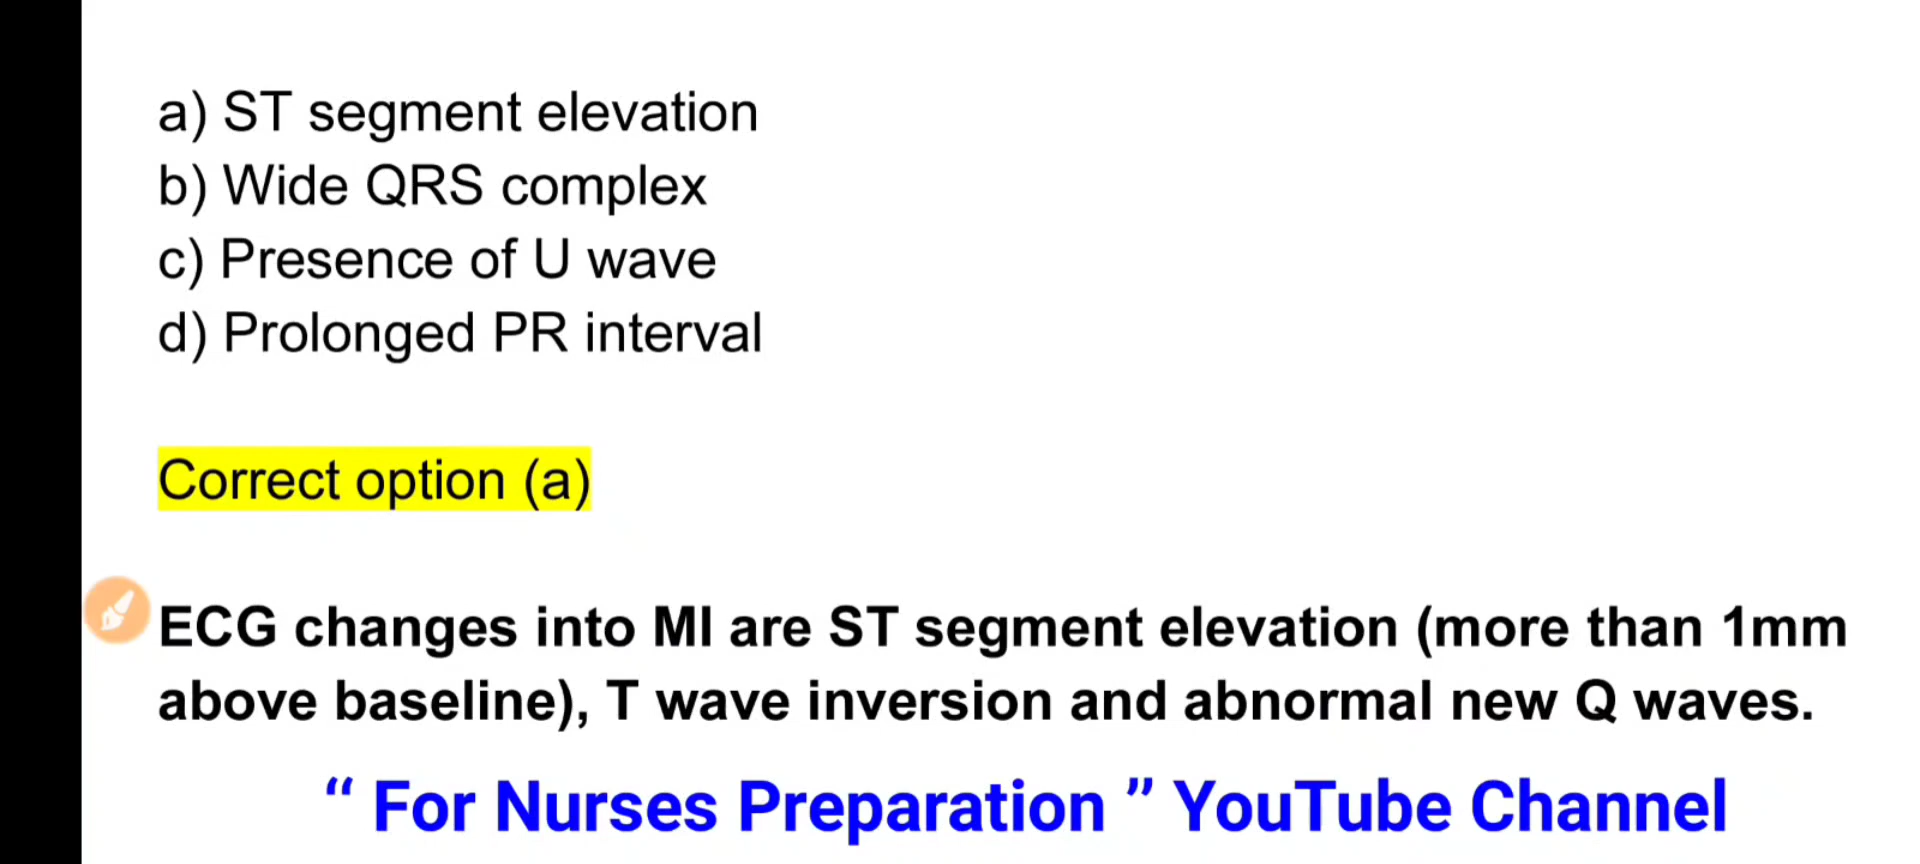 a) ST segment elevation
b) Wide QRS complex
c) Presence of U wave
d) Prolonged PR interval
Correct option (a)
ECG changes into MI are ST segment elevation (more than 1mm
above baseline), T wave inversion and abnormal new Q waves.
“ For Nurses Preparation ” YouTube Channel